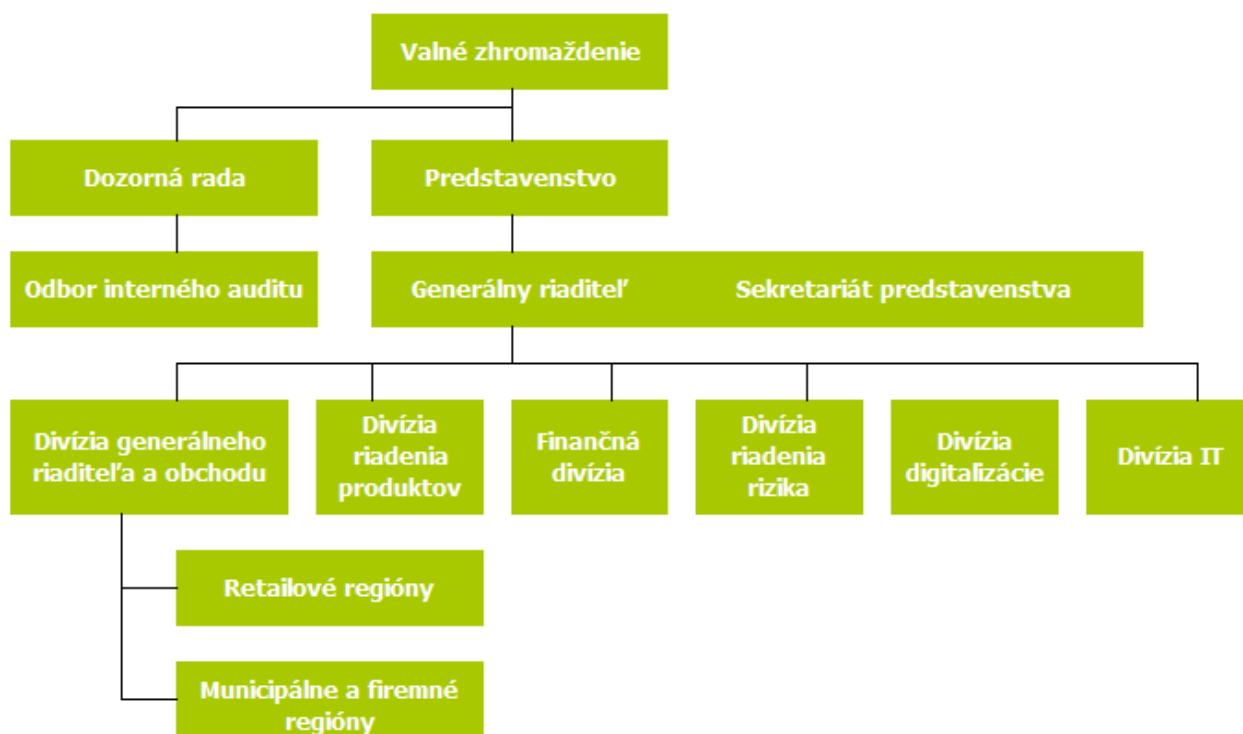 Valné zhromaždenie
Dozorná rada
Predstavenstvo
Odbor interného auditu
Generálny riaditeľ
Sekretariát predstavenstva
Divízia generálneho
riaditeľa a obchodu
Divízia
riadenia
produktov
Finančná
divízia
Divízia
riadenia
rizika
Divízia
digitalizácie
Divízia IT
Retailové regióny
Municipálne a firemné
regióny